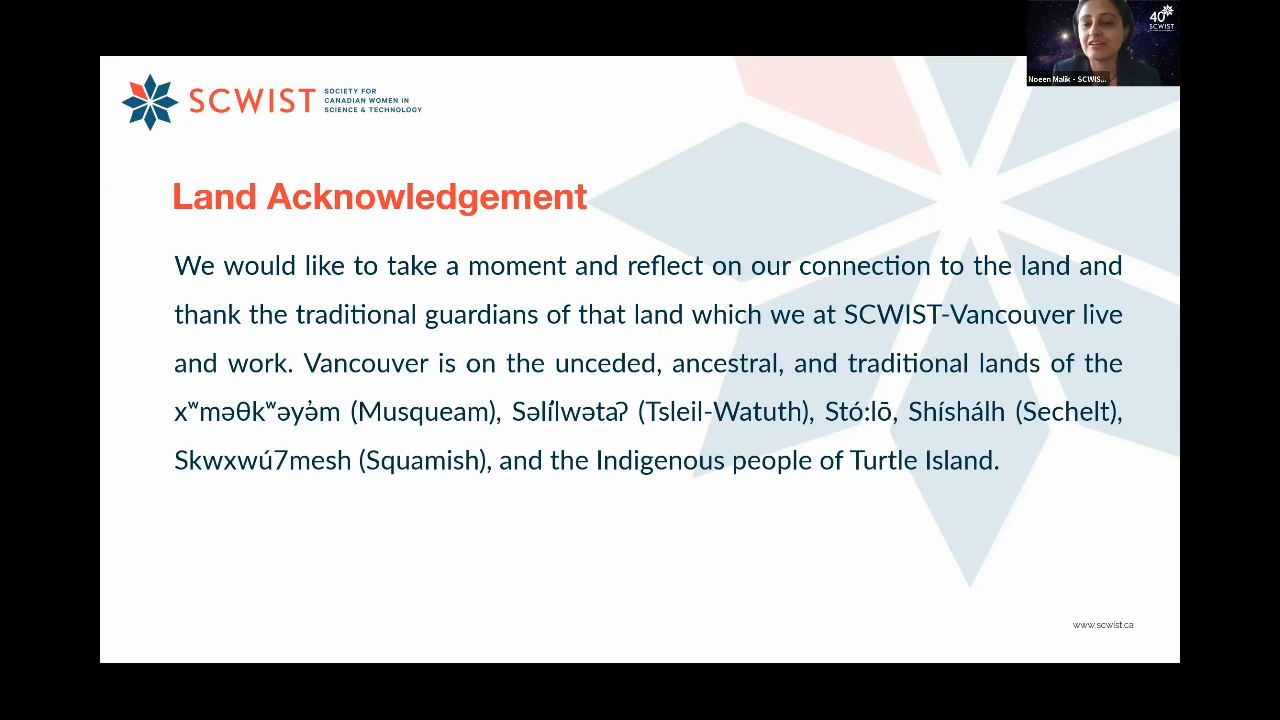 40
SCWIST
Noeen Malik - SCWIS...
SCWIST
SOCIETY FOR
CANADIAN WOMEN IN
SCIENCE & TECHNOLOGY
Land Acknowledgement
We would like to take a moment and reflect on our connection to the land and
thank the traditional guardians of that land which we at SCWIST-Vancouver live
and work. Vancouver is on the unceded, ancestral, and traditional lands of the
xʷməθkʷəy̓əm (Musqueam), Səl̓ílwətaʔ (Tsleil-Watuth), Stó:lō, Shíshálh (Sechelt),
Skwxwú7mesh (Squamish), and the Indigenous people of Turtle Island.
www.scwist.ca